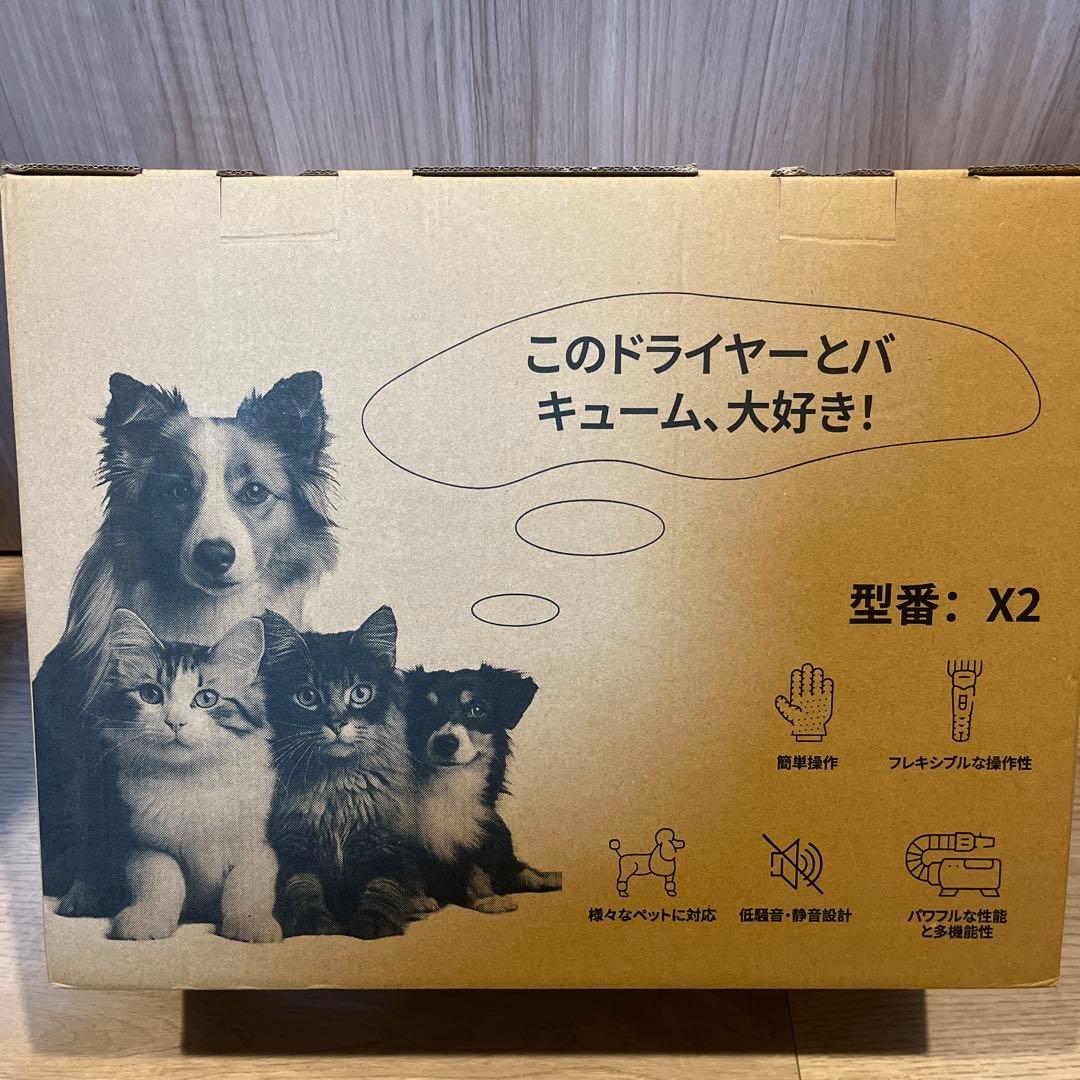 このドライヤーとバ
キューム、大好き!
型番： X2
簡単操作
フレキシブルな操作性
様々なペットに対応
低騒音・静音設計
パワフルな性能
と多機能性